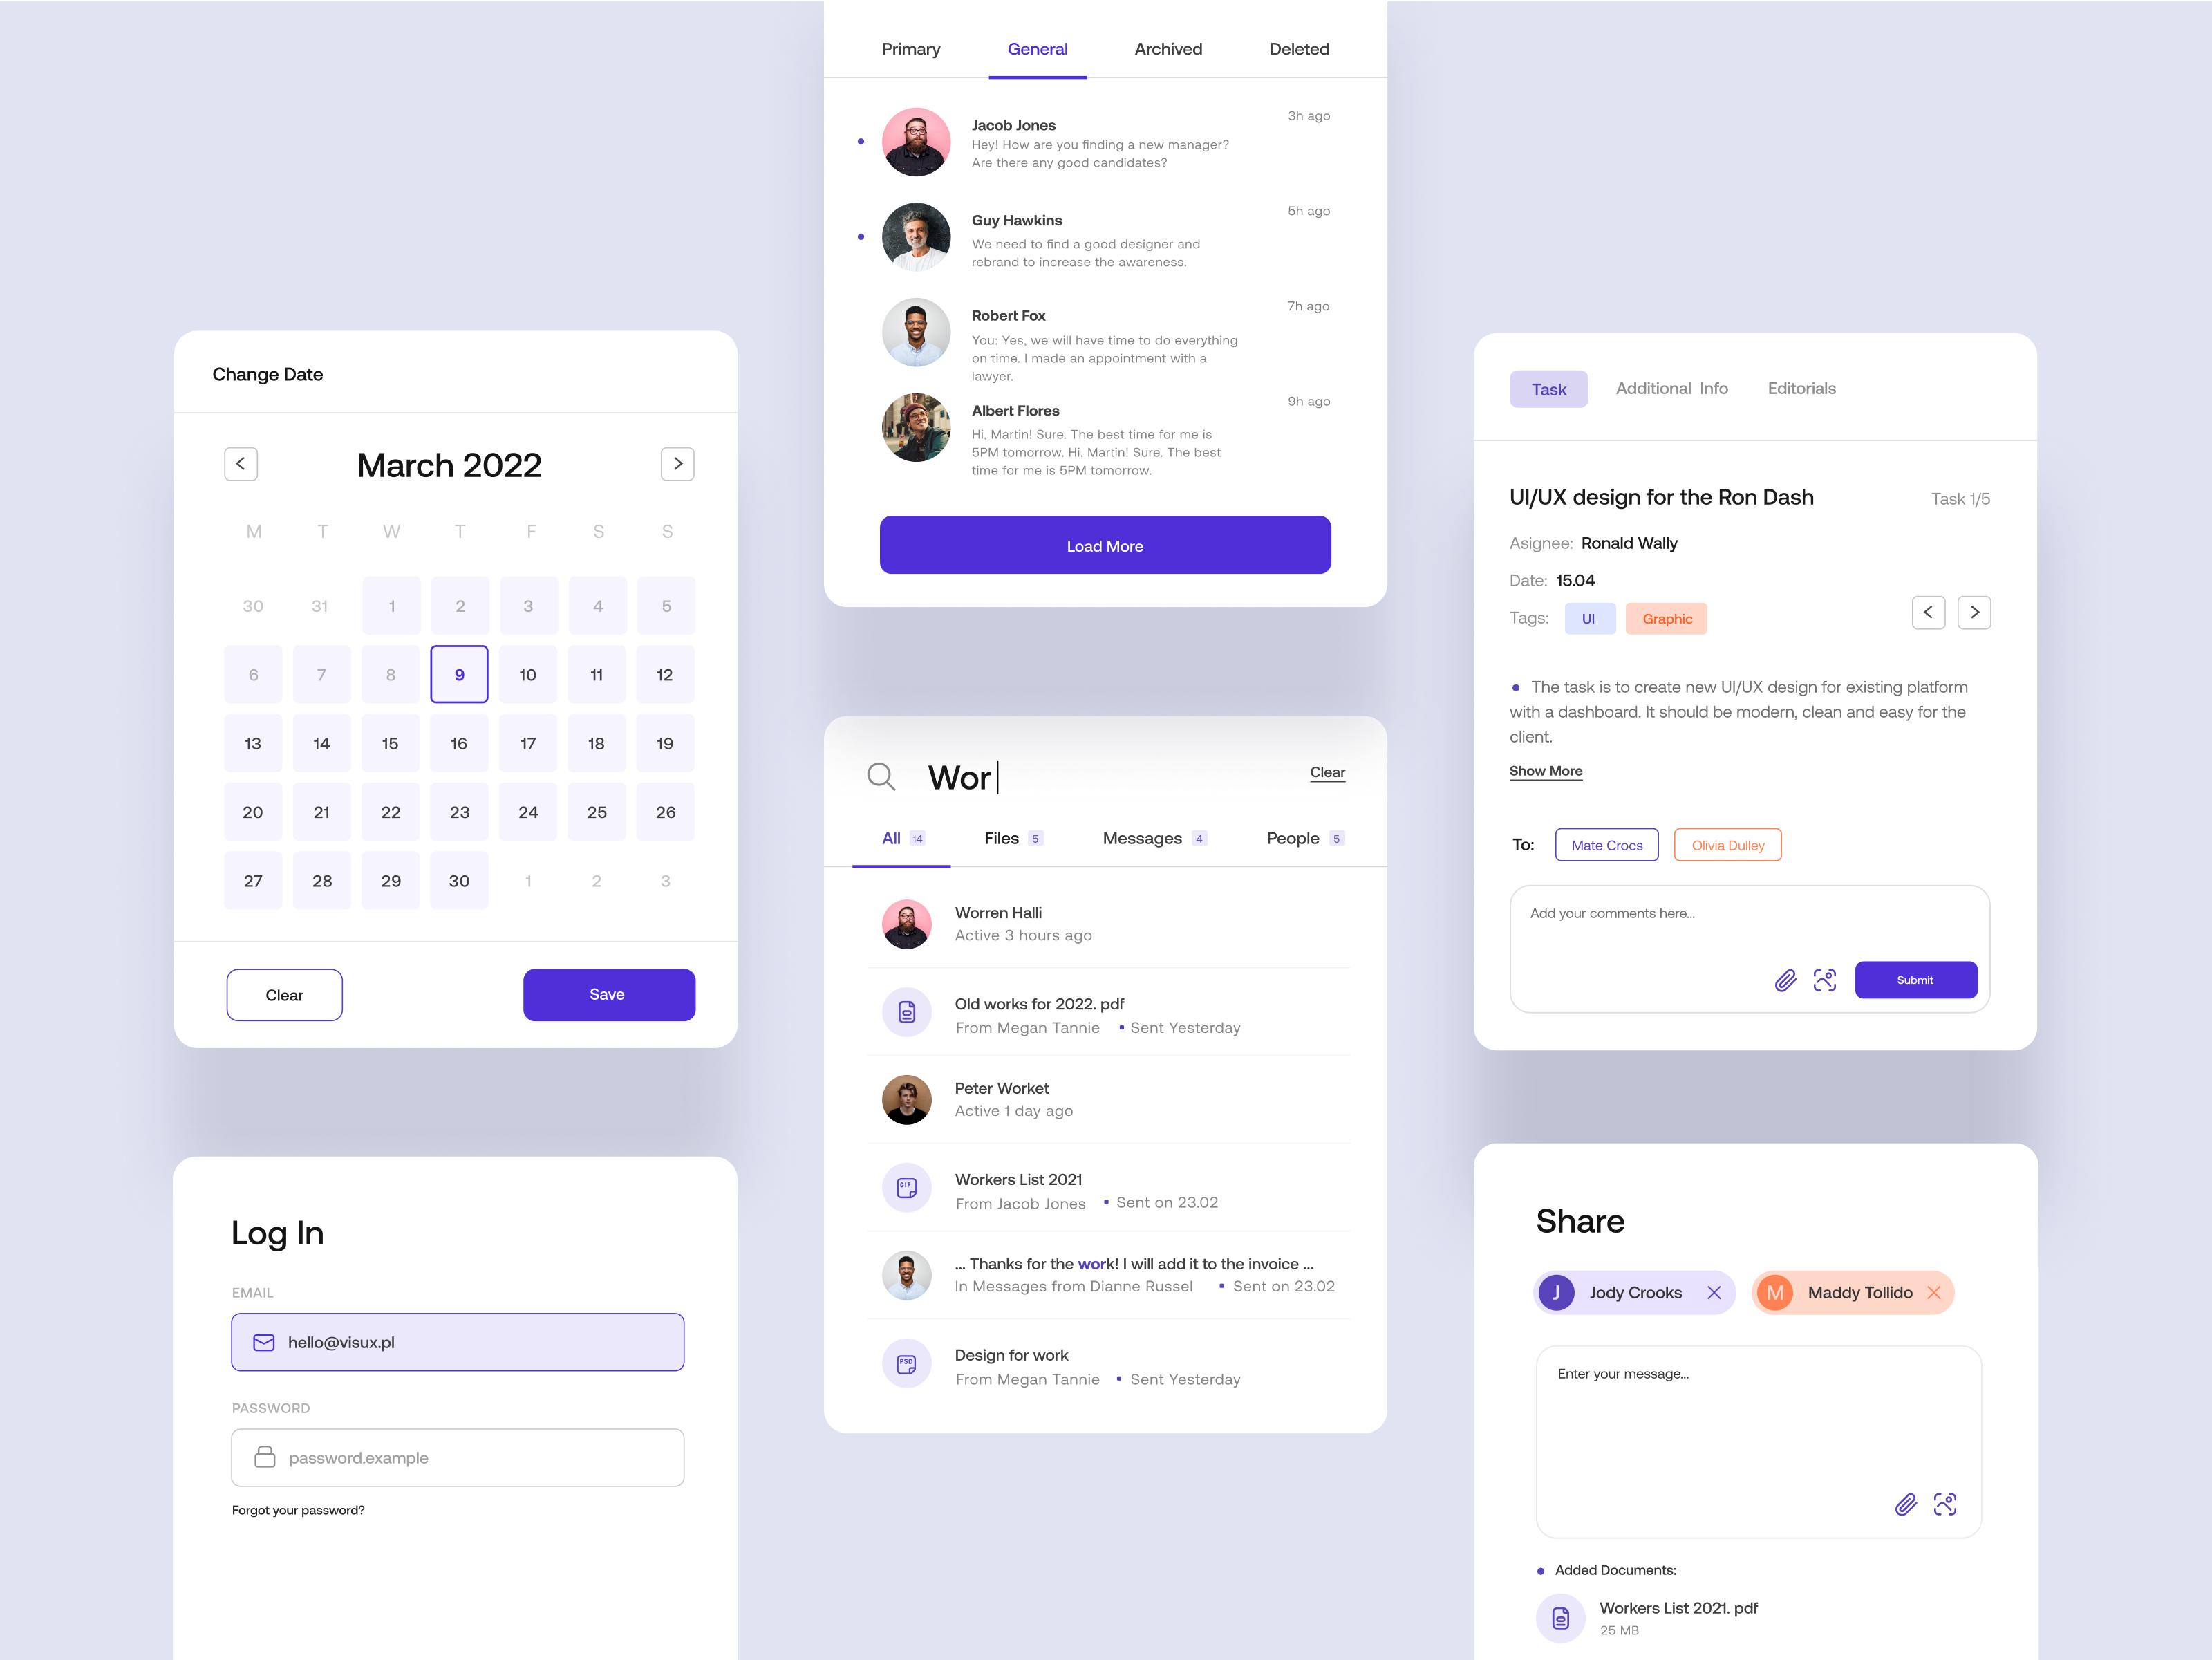 Primary General Archived Deleted
Jacob Jones 3h ago
Hey! How are you finding a new manager?
Are there any good candidates?
Guy Hawkins 5h ago
We need to find a good designer and
rebrand to increase the awareness.
Robert Fox 7h ago
You: Yes, we will have time to do everything
on time. I made an appointment with a
lawyer.
Albert Flores 9h ago
Hi, Martin! Sure. The best time for me is
5PM tomorrow. Hi, Martin! Sure. The best
time for me is 5PM tomorrow.
Load More
Change Date
March 2022
M T W T F S S
30 31 1 2 3 4 5
6 7 8 9 10 11 12
13 14 15 16 17 18 19
20 21 22 23 24 25 26
27 28 29 30 1 2 3
Clear Save
Log In
EMAIL
hello@visux.pl
PASSWORD
password.example
Forgot your password?
Wor Clear
All 14 Files 5 Messages 4 People 5
Worren Halli
Active 3 hours ago
Old works for 2022. pdf
From Megan Tannie • Sent Yesterday
Peter Worket
Active 1 day ago
GIF
Workers List 2021
From Jacob Jones • Sent on 23.02
... Thanks for the work! I will add it to the invoice ...
In Messages from Dianne Russel • Sent on 23.02
PSD
Design for work
From Megan Tannie • Sent Yesterday
Task Additional Info Editorials
UI/UX design for the Ron Dash Task 1/5
Asignee: Ronald Wally
Date: 15.04
Tags: UI Graphic
• The task is to create new UI/UX design for existing platform
with a dashboard. It should be modern, clean and easy for the
client.
Show More
To: Mate Crocs Olivia Dulley
Add your comments here...
Submit
Share
J Jody Crooks M Maddy Tollido
Enter your message...
• Added Documents:
Workers List 2021. pdf
25 MB